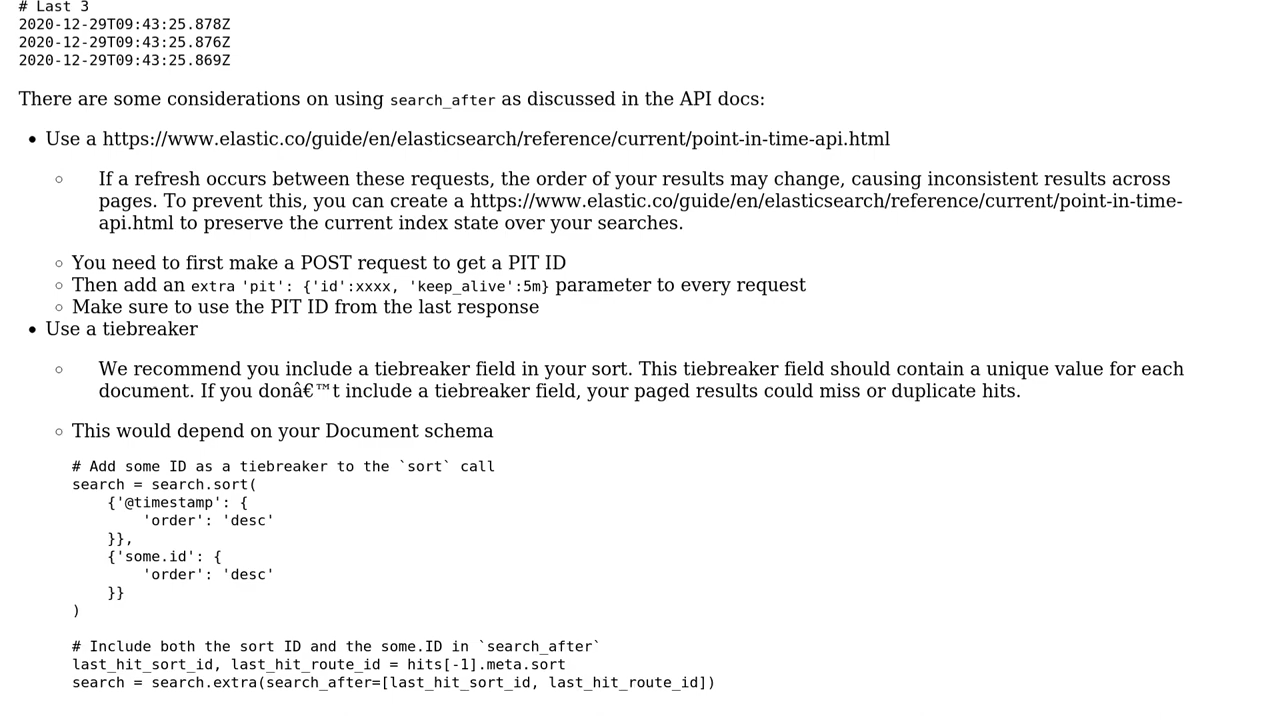 # Last 3
2020-12-29T09:43:25.878Z
2020-12-29T09:43:25.876Z
2020-12-29T09:43:25.869Z
There are some considerations on using search_after as discussed in the API docs:
• Use a https://www.elastic.co/guide/en/elasticsearch/reference/current/point-in-time-api.html
◦ If a refresh occurs between these requests, the order of your results may change, causing inconsistent results across
pages. To prevent this, you can create a https://www.elastic.co/guide/en/elasticsearch/reference/current/point-in-time-
api.html to preserve the current index state over your searches.
◦ You need to first make a POST request to get a PIT ID
◦ Then add an extra 'pit': {'id':xxxx, 'keep_alive':5m} parameter to every request
◦ Make sure to use the PIT ID from the last response
• Use a tiebreaker
◦ We recommend you include a tiebreaker field in your sort. This tiebreaker field should contain a unique value for each
document. If you donâ€™t include a tiebreaker field, your paged results could miss or duplicate hits.
◦ This would depend on your Document schema
# Add some ID as a tiebreaker to the `sort` call
search = search.sort(
    {'@timestamp': {
        'order': 'desc'
    }},
    {'some.id': {
        'order': 'desc'
    }}
)
# Include both the sort ID and the some.ID in `search_after`
last_hit_sort_id, last_hit_route_id = hits[-1].meta.sort
search = search.extra(search_after=[last_hit_sort_id, last_hit_route_id])